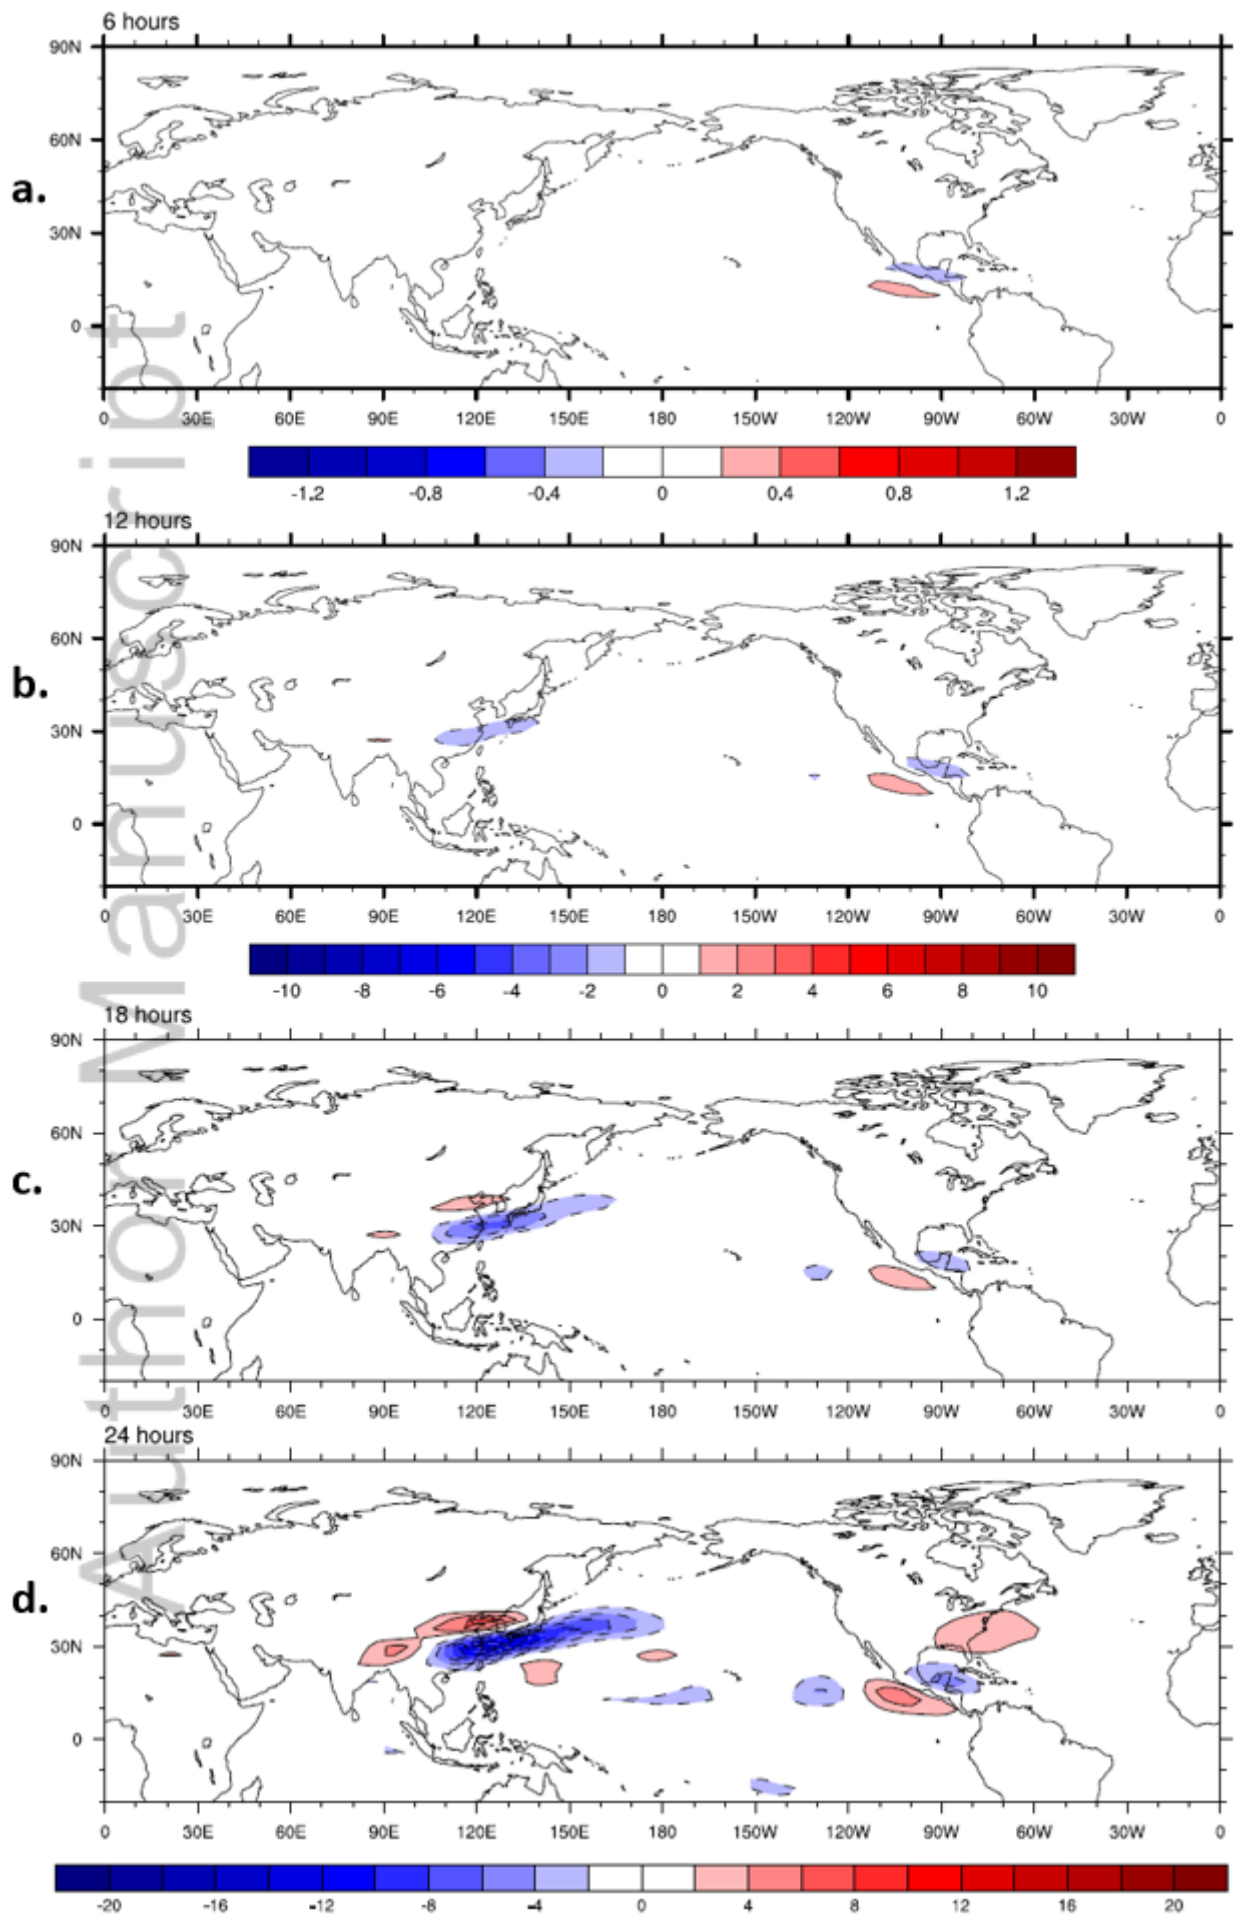 6 hours
a.
90N
60N
30N
0
0 30E 60E 90E 120E 150E 180 150W 120W 90W 60W 30W 0
-1.2 -0.8 -0.4 0 0.4 0.8 1.2
12 hours
b.
90N
60N
30N
0
0 30E 60E 90E 120E 150E 180 150W 120W 90W 60W 30W 0
-10 -8 -6 -4 -2 0 2 4 6 8 10
18 hours
c.
90N
60N
30N
0
0 30E 60E 90E 120E 150E 180 150W 120W 90W 60W 30W 0
24 hours
d.
90N
60N
30N
0
0 30E 60E 90E 120E 150E 180 150W 120W 90W 60W 30W 0
-20 -16 -12 -8 -4 0 4 8 12 16 20
Author Manuscript